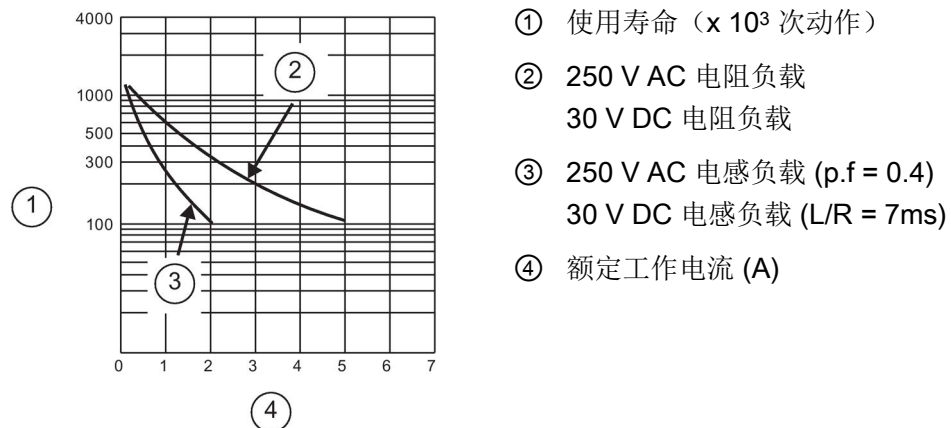 4000
1000
500
300
100
0 1 2 3 4 5 6 7
①
②
③
④
① 使用寿命（x 10³ 次动作）
② 250 V AC 电阻负载
30 V DC 电阻负载
③ 250 V AC 电感负载 (p.f = 0.4)
30 V DC 电感负载 (L/R = 7ms)
④ 额定工作电流 (A)